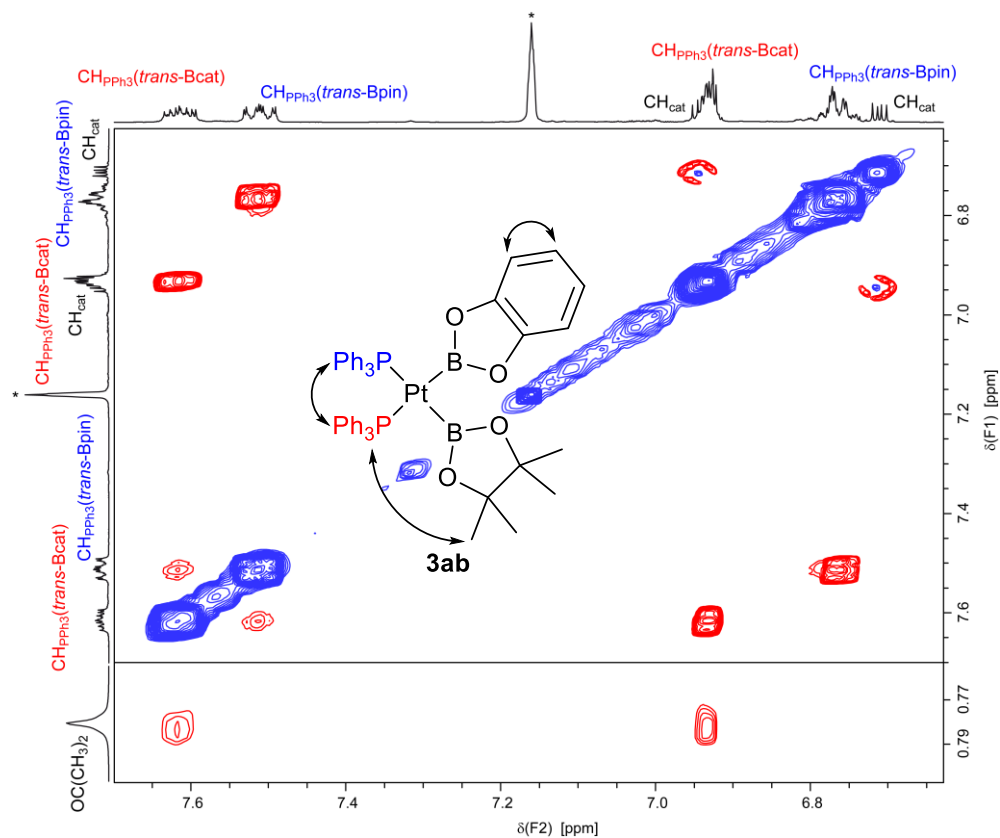 *
CH_PPh3(trans-Bcat)
CH_PPh3(trans-Bpin)
CH_PPh3(trans-Bcat)
CH_cat
CH_PPh3(trans-Bpin)
CH_cat
CH_cat
CH_PPh3(trans-Bpin)
CH_PPh3(trans-Bcat)
CH_cat
*
CH_PPh3(trans-Bpin)
CH_PPh3(trans-Bcat)
OC(CH3)2
O
B
O
Ph3P
Pt
Ph3P
B
O
O
3ab
6.8
7.0
7.2
7.4
7.6
0.77
0.79
δ(F1) [ppm]
7.6
7.4
7.2
7.0
6.8
δ(F2) [ppm]